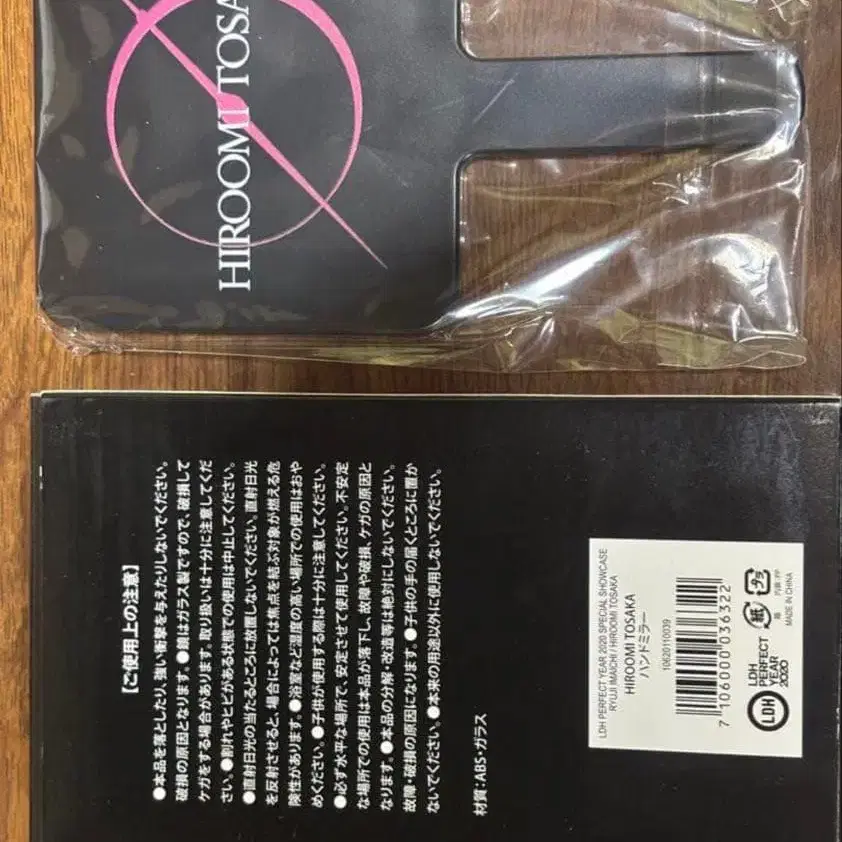 HIROOMI TOSA
【ご使用上の注意】
●本品を落としたり、強い衝撃を与えたりしないでください。
破損の原因となります。●鏡はガラス製ですので、破損して
ケガをする場合があります。取り扱いは十分に注意してくだ
さい。●割れやヒビがある状態での使用は中止してください。
●直射日光の当たるところに放置しないでください。直射日光
を反射させると、場合によっては焦点を結ぶ対象が燃える危
険性があります。●浴室など湿度の高い場所での使用はおや
めください。●子供が使用する際は十分に注意してください。
●必ず水平な場所で、安定させて使用してください。不安定
な場所での使用は本品が落下し、故障や破損、ケガの原因と
なります。●本品の分解・改造等は絶対にしないでください。
故障・破損の原因になります。●子供の手の届くところに置か
ないでください。●本来の用途以外に使用しないでください。
材質：ABS・ガラス
LDH PERFECT YEAR 2020 SPECIAL SHOWCASE
RYUJI IMAICHI / HIROOMI TOSAKA
HIROOMI TOSAKA
ハンドミラー
10620110039
7 106000 036322
LDH
LDH
PERFECT
YEAR
2020
紙
箱
プラ
内袋:PP
MADE IN CHINA